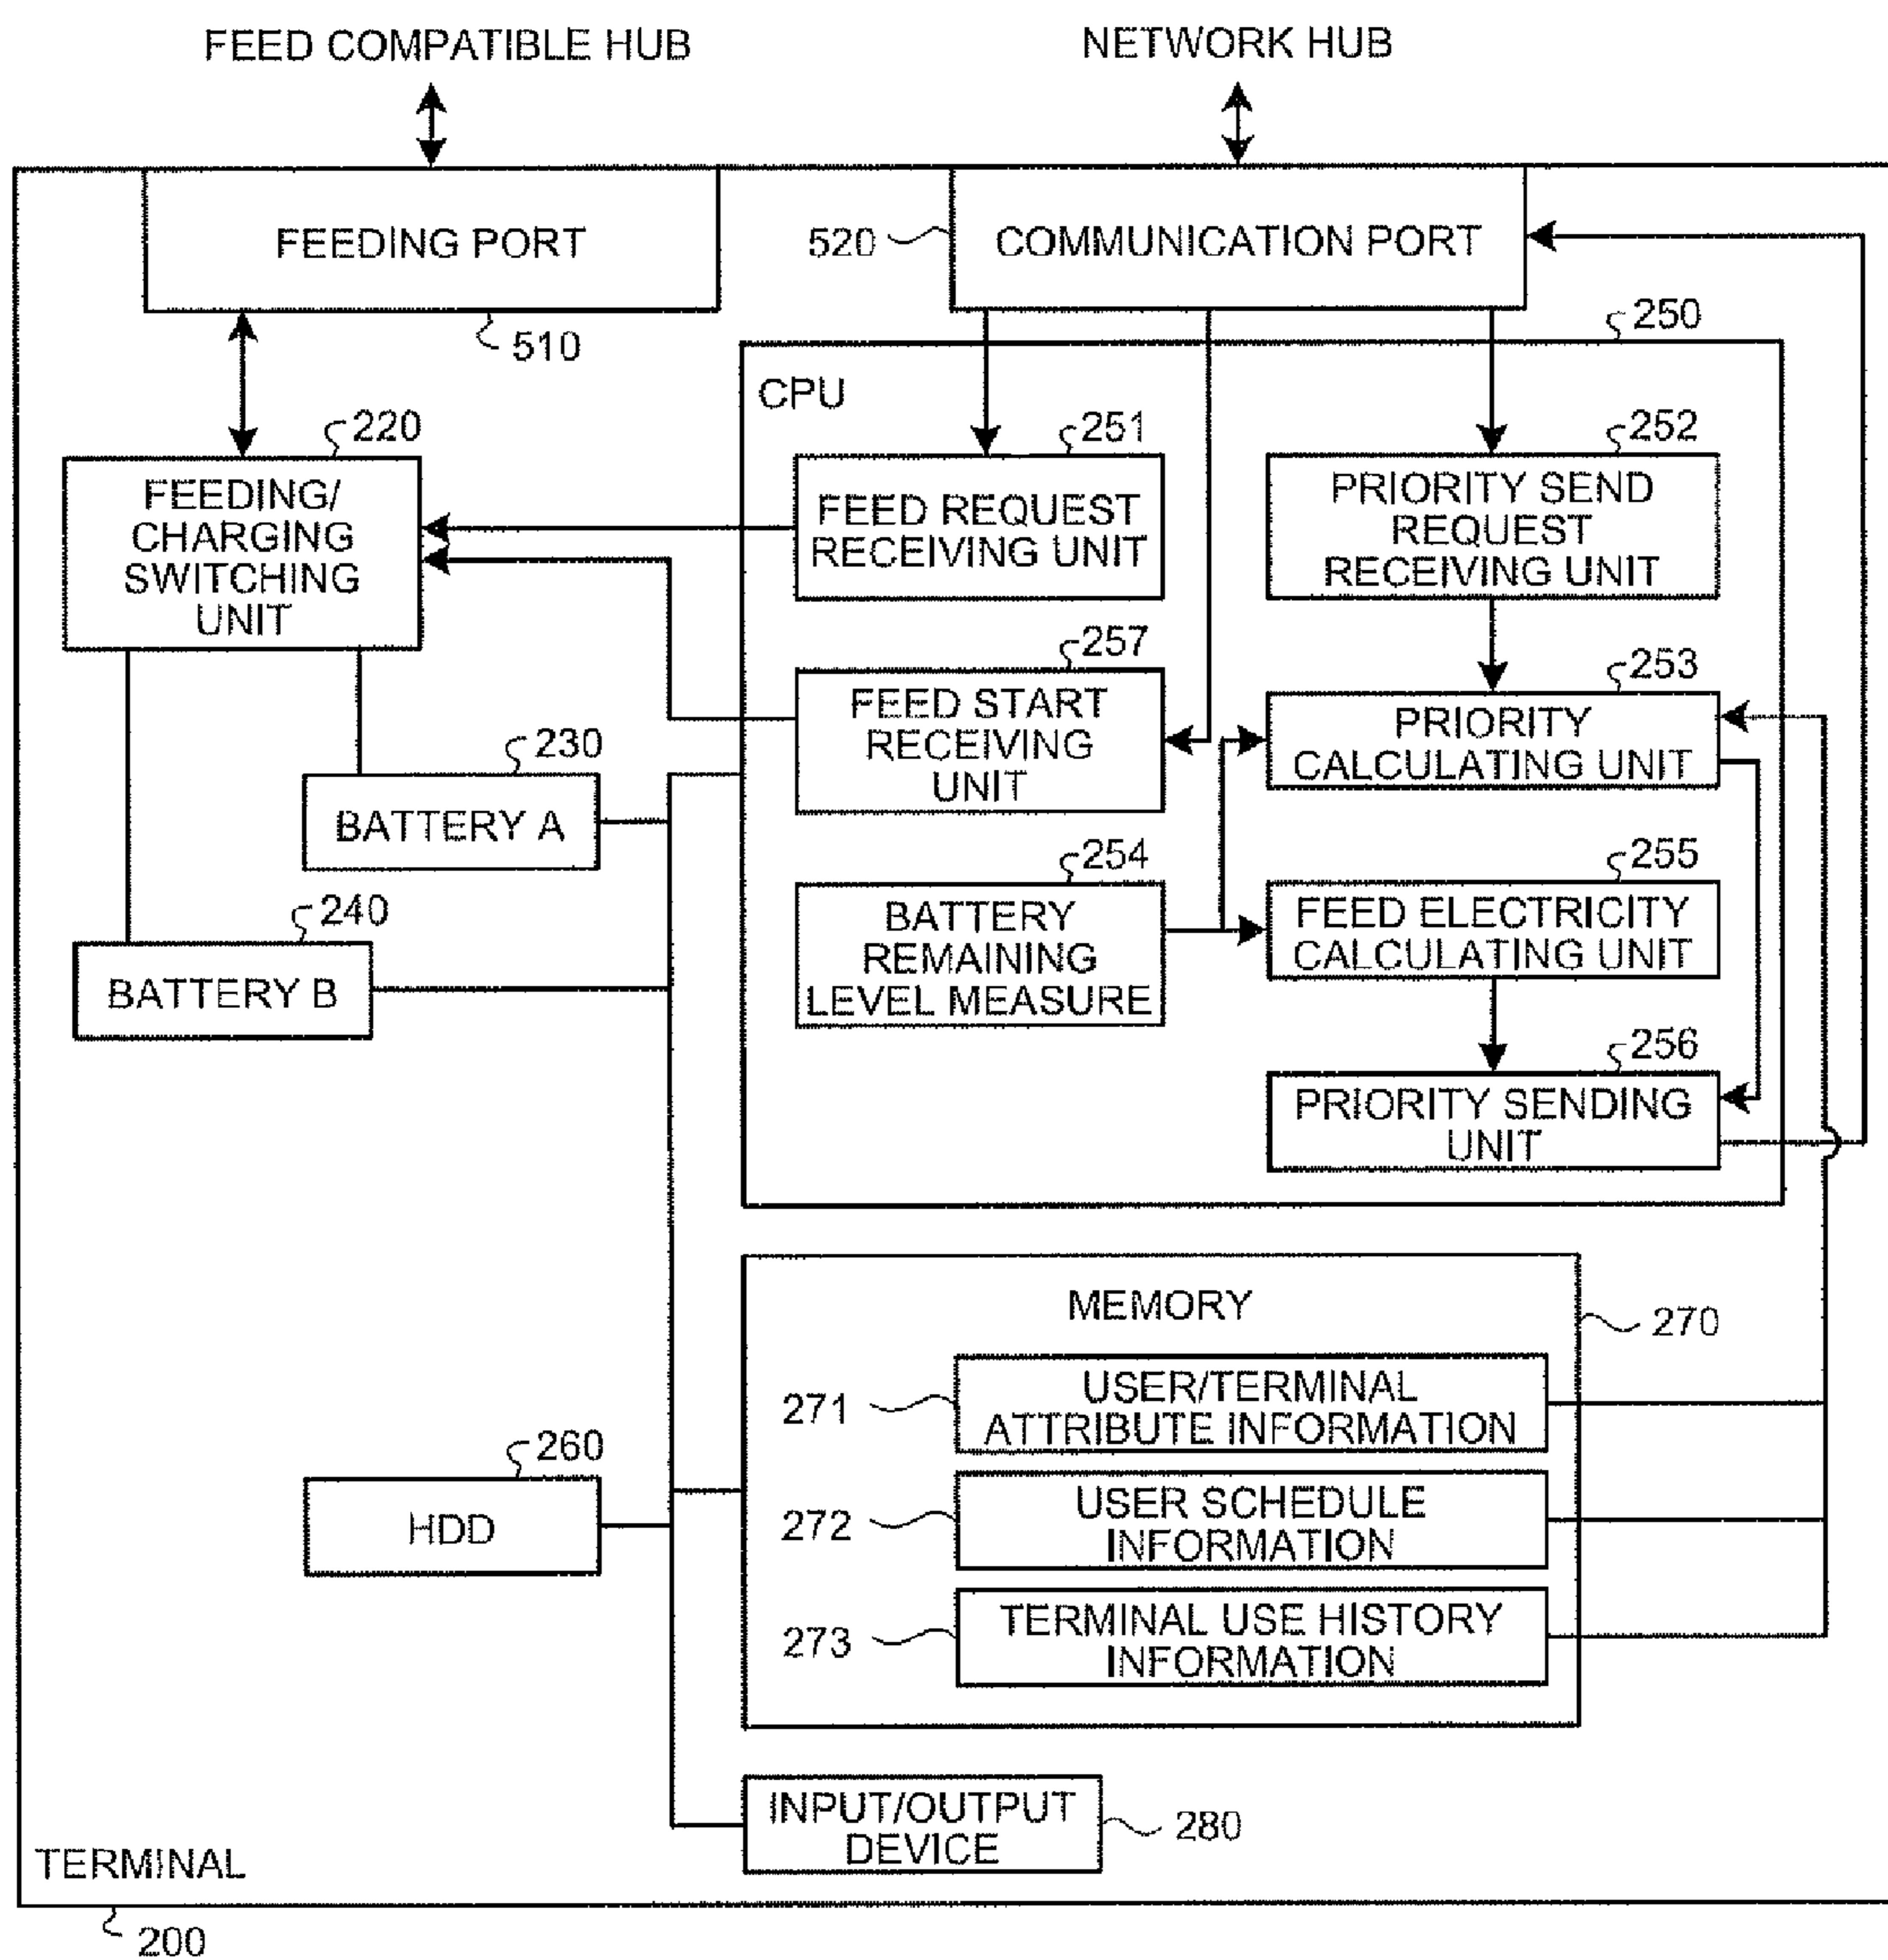 FEED COMPATIBLE HUB
NETWORK HUB
FEEDING PORT
510
520
COMMUNICATION PORT
250
CPU
220
FEEDING/
CHARGING
SWITCHING
UNIT
251
FEED REQUEST
RECEIVING UNIT
252
PRIORITY SEND
REQUEST
RECEIVING UNIT
257
FEED START
RECEIVING
UNIT
253
PRIORITY
CALCULATING UNIT
230
BATTERY A
240
BATTERY B
254
BATTERY
REMAINING
LEVEL MEASURE
255
FEED ELECTRICITY
CALCULATING UNIT
256
PRIORITY SENDING
UNIT
MEMORY
270
271
USER/TERMINAL
ATTRIBUTE INFORMATION
272
USER SCHEDULE
INFORMATION
273
TERMINAL USE HISTORY
INFORMATION
260
HDD
INPUT/OUTPUT
DEVICE
280
TERMINAL
200